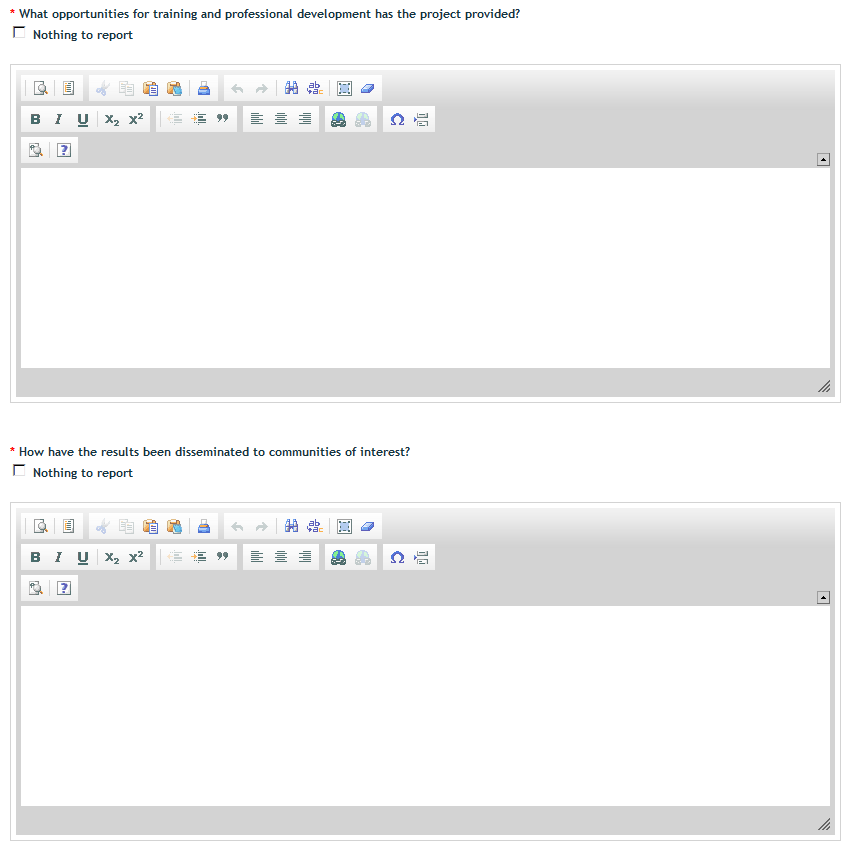 * What opportunities for training and professional development has the project provided?
Nothing to report
B I U X₂ X²
* How have the results been disseminated to communities of interest?
Nothing to report
B I U X₂ X²